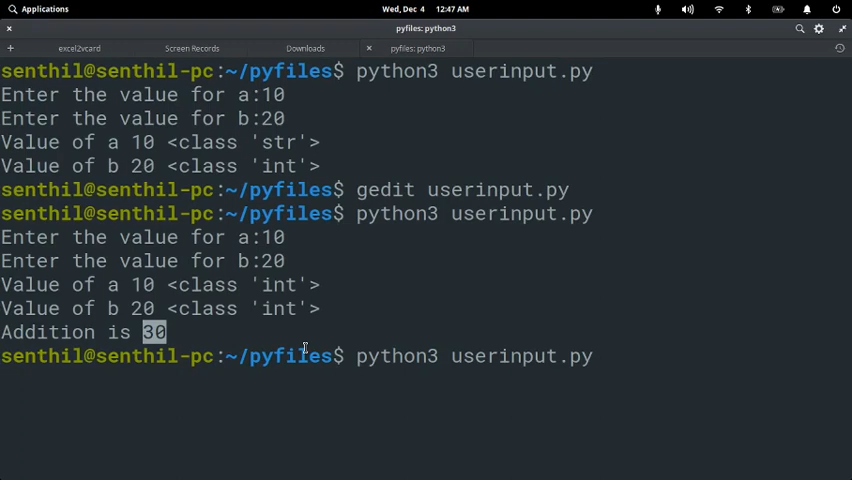 Applications
Wed, Dec 4 12:47 AM
pyfiles: python3
excel2vcard
Screen Records
Downloads
pyfiles: python3
senthil@senthil-pc:~/pyfiles$ python3 userinput.py
Enter the value for a:10
Enter the value for b:20
Value of a 10 <class 'str'>
Value of b 20 <class 'int'>
senthil@senthil-pc:~/pyfiles$ gedit userinput.py
senthil@senthil-pc:~/pyfiles$ python3 userinput.py
Enter the value for a:10
Enter the value for b:20
Value of a 10 <class 'int'>
Value of b 20 <class 'int'>
Addition is 30
senthil@senthil-pc:~/pyfiles$ python3 userinput.py